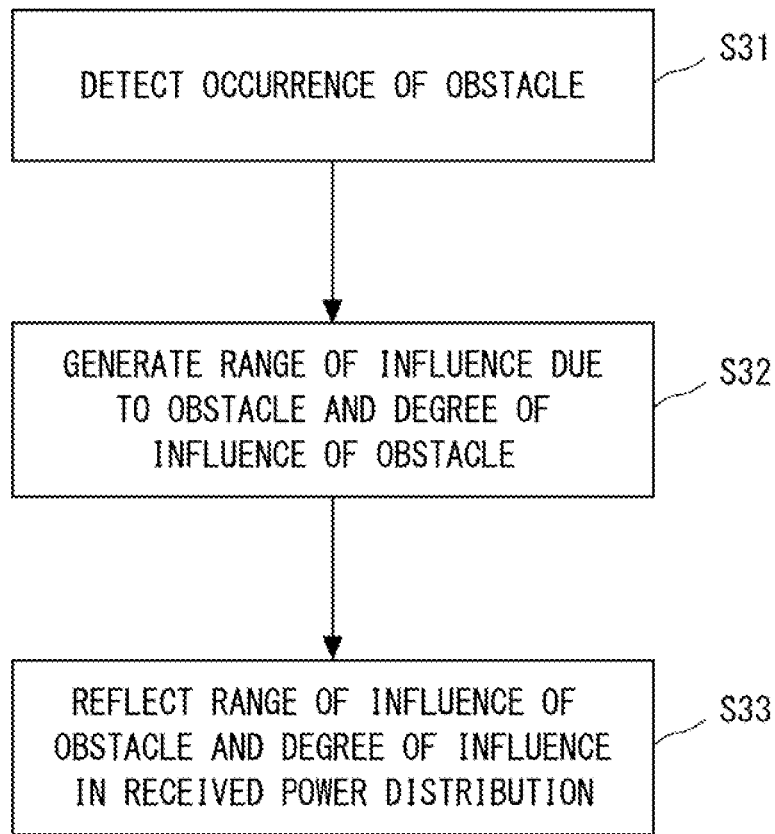 DETECT OCCURRENCE OF OBSTACLE
S31
GENERATE RANGE OF INFLUENCE DUE
TO OBSTACLE AND DEGREE OF
INFLUENCE OF OBSTACLE
S32
REFLECT RANGE OF INFLUENCE OF
OBSTACLE AND DEGREE OF INFLUENCE
IN RECEIVED POWER DISTRIBUTION
S33